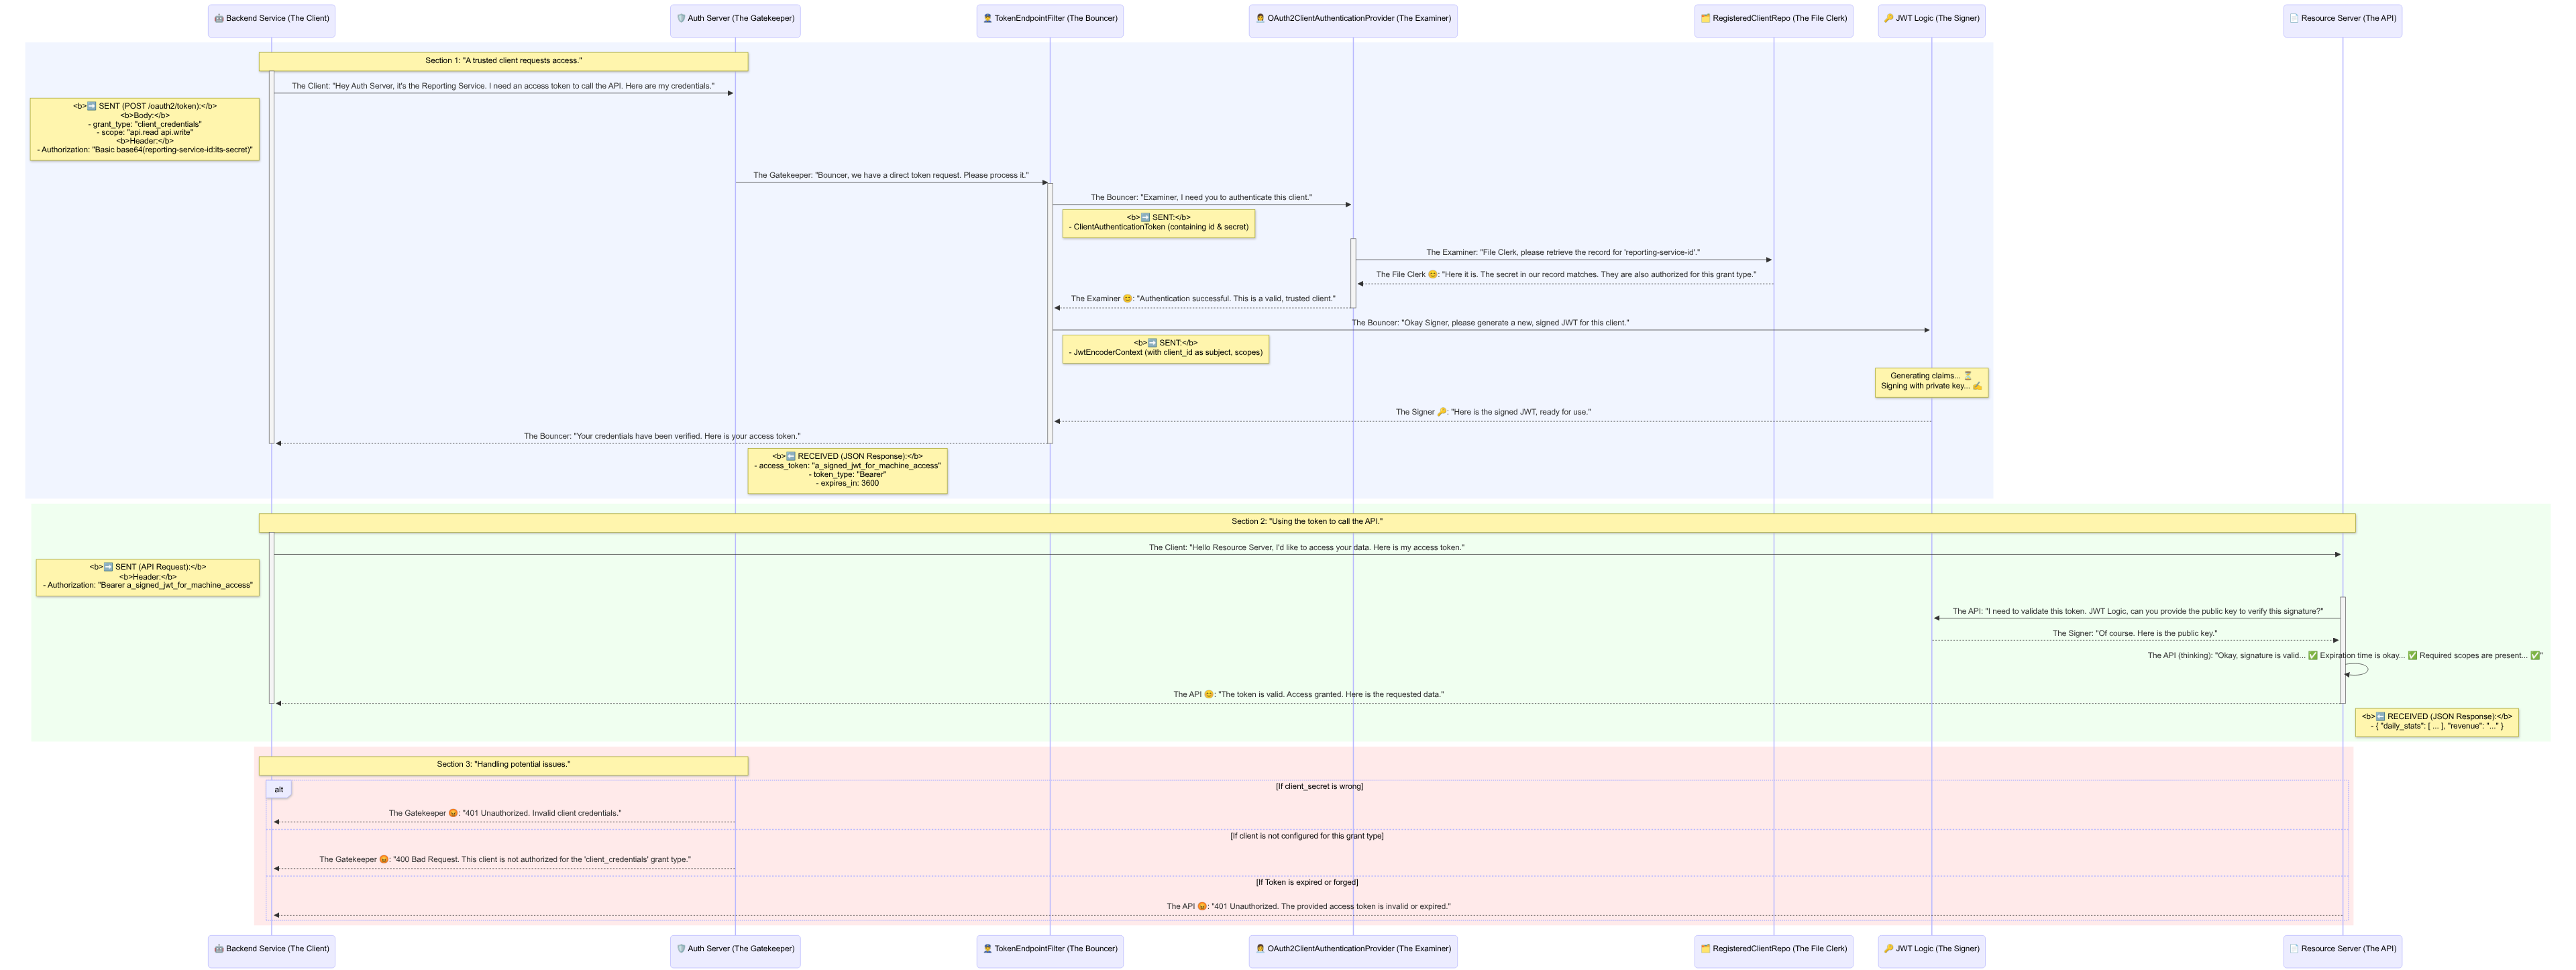 🤖 Backend Service (The Client)
🛡️ Auth Server (The Gatekeeper)
👮 TokenEndpointFilter (The Bouncer)
👩‍💼 OAuth2ClientAuthenticationProvider (The Examiner)
🗂️ RegisteredClientRepo (The File Clerk)
🔑 JWT Logic (The Signer)
📄 Resource Server (The API)
Section 1: "A trusted client requests access."
The Client: "Hey Auth Server, it's the Reporting Service. I need an access token to call the API. Here are my credentials."
<b>➡️ SENT (POST /oauth2/token):</b>
<b>Body:</b>
- grant_type: "client_credentials"
- scope: "api.read api.write"
<b>Header:</b>
- Authorization: "Basic base64(reporting-service-id:its-secret)"
The Gatekeeper: "Bouncer, we have a direct token request. Please process it."
The Bouncer: "Examiner, I need you to authenticate this client."
<b>➡️ SENT:</b>
- ClientAuthenticationToken (containing id & secret)
The Examiner: "File Clerk, please retrieve the record for 'reporting-service-id'."
The File Clerk 😊: "Here it is. The secret in our record matches. They are also authorized for this grant type."
The Examiner 😊: "Authentication successful. This is a valid, trusted client."
The Bouncer: "Okay Signer, please generate a new, signed JWT for this client."
<b>➡️ SENT:</b>
- JwtEncoderContext (with client_id as subject, scopes)
Generating claims... ⏳
Signing with private key... ✍️
The Signer 🔑: "Here is the signed JWT, ready for use."
The Bouncer: "Your credentials have been verified. Here is your access token."
<b>⬅️ RECEIVED (JSON Response):</b>
- access_token: "a_signed_jwt_for_machine_access"
- token_type: "Bearer"
- expires_in: 3600
Section 2: "Using the token to call the API."
The Client: "Hello Resource Server, I'd like to access your data. Here is my access token."
<b>➡️ SENT (API Request):</b>
<b>Header:</b>
- Authorization: "Bearer a_signed_jwt_for_machine_access"
The API: "I need to validate this token. JWT Logic, can you provide the public key to verify this signature?"
The Signer: "Of course. Here is the public key."
The API (thinking): "Okay, signature is valid... ✅ Expiration time is okay... ✅ Required scopes are present... ✅"
The API 😊: "The token is valid. Access granted. Here is the requested data."
<b>⬅️ RECEIVED (JSON Response):</b>
- { "daily_stats": [ ... ], "revenue": "..." }
Section 3: "Handling potential issues."
alt
[If client_secret is wrong]
The Gatekeeper 😡: "401 Unauthorized. Invalid client credentials."
[If client is not configured for this grant type]
The Gatekeeper 😡: "400 Bad Request. This client is not authorized for the 'client_credentials' grant type."
[If Token is expired or forged]
The API 😡: "401 Unauthorized. The provided access token is invalid or expired."
🤖 Backend Service (The Client)
🛡️ Auth Server (The Gatekeeper)
👮 TokenEndpointFilter (The Bouncer)
👩‍💼 OAuth2ClientAuthenticationProvider (The Examiner)
🗂️ RegisteredClientRepo (The File Clerk)
🔑 JWT Logic (The Signer)
📄 Resource Server (The API)